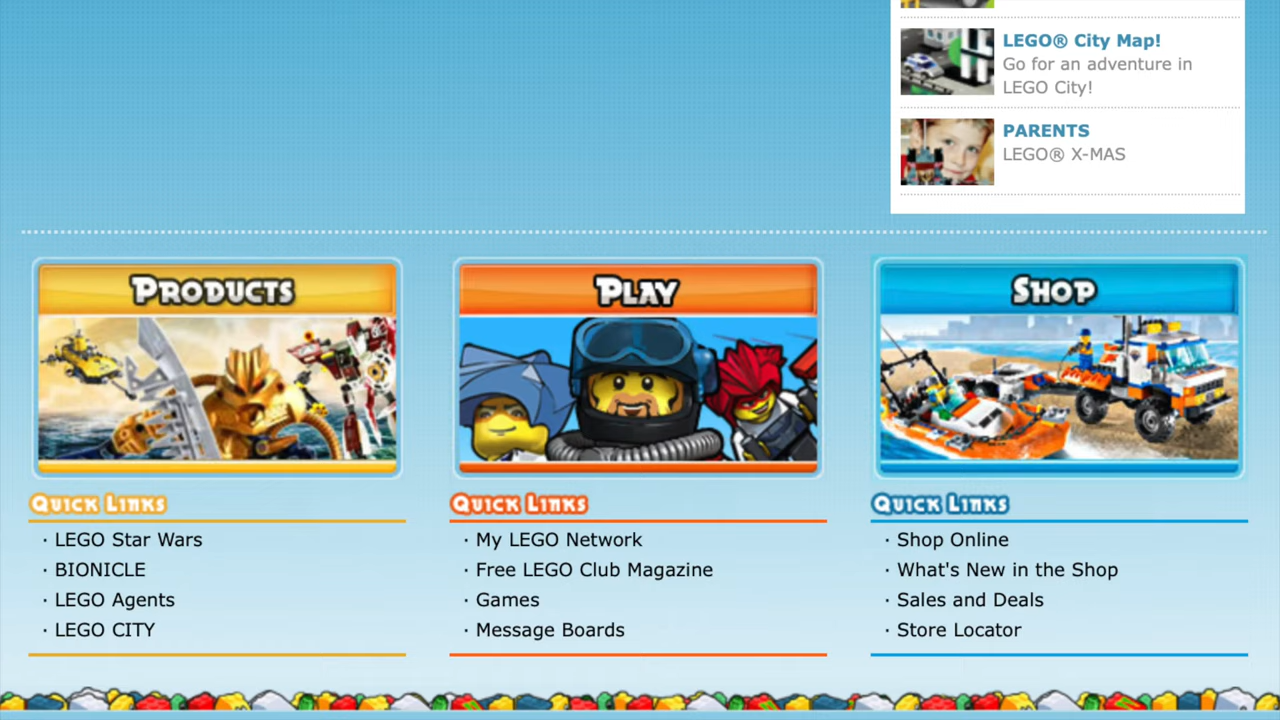 LEGO® City Map!
Go for an adventure in
LEGO City!
PARENTS
LEGO® X-MAS
PRODUCTS
PLAY
SHOP
QUICK LINKS
· LEGO Star Wars
· BIONICLE
· LEGO Agents
· LEGO CITY
QUICK LINKS
· My LEGO Network
· Free LEGO Club Magazine
· Games
· Message Boards
QUICK LINKS
· Shop Online
· What's New in the Shop
· Sales and Deals
· Store Locator